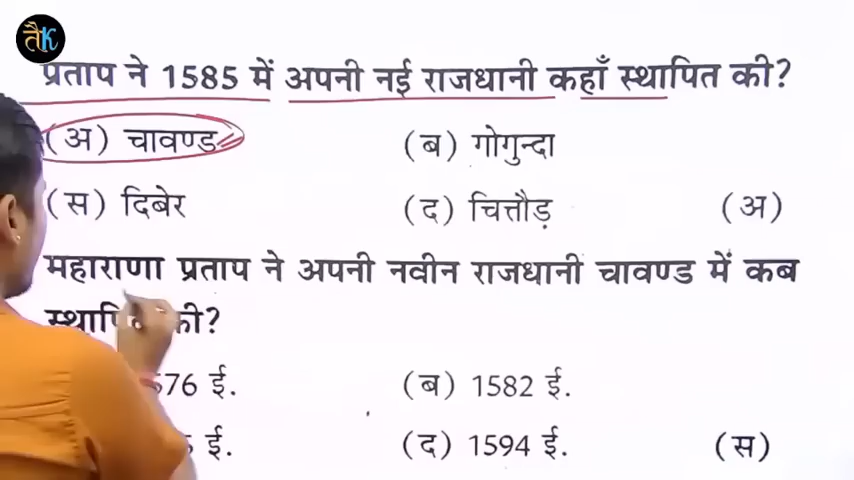 तैK
प्रताप ने 1585 में अपनी नई राजधानी कहाँ स्थापित की?
(अ) चावण्ड (ब) गोगुन्दा
(स) दिबेर (द) चित्तौड़ (अ)
महाराणा प्रताप ने अपनी नवीन राजधानी चावण्ड में कब
की?
ई. (ब) 1582 ई.
ई. (द) 1594 ई. (स)